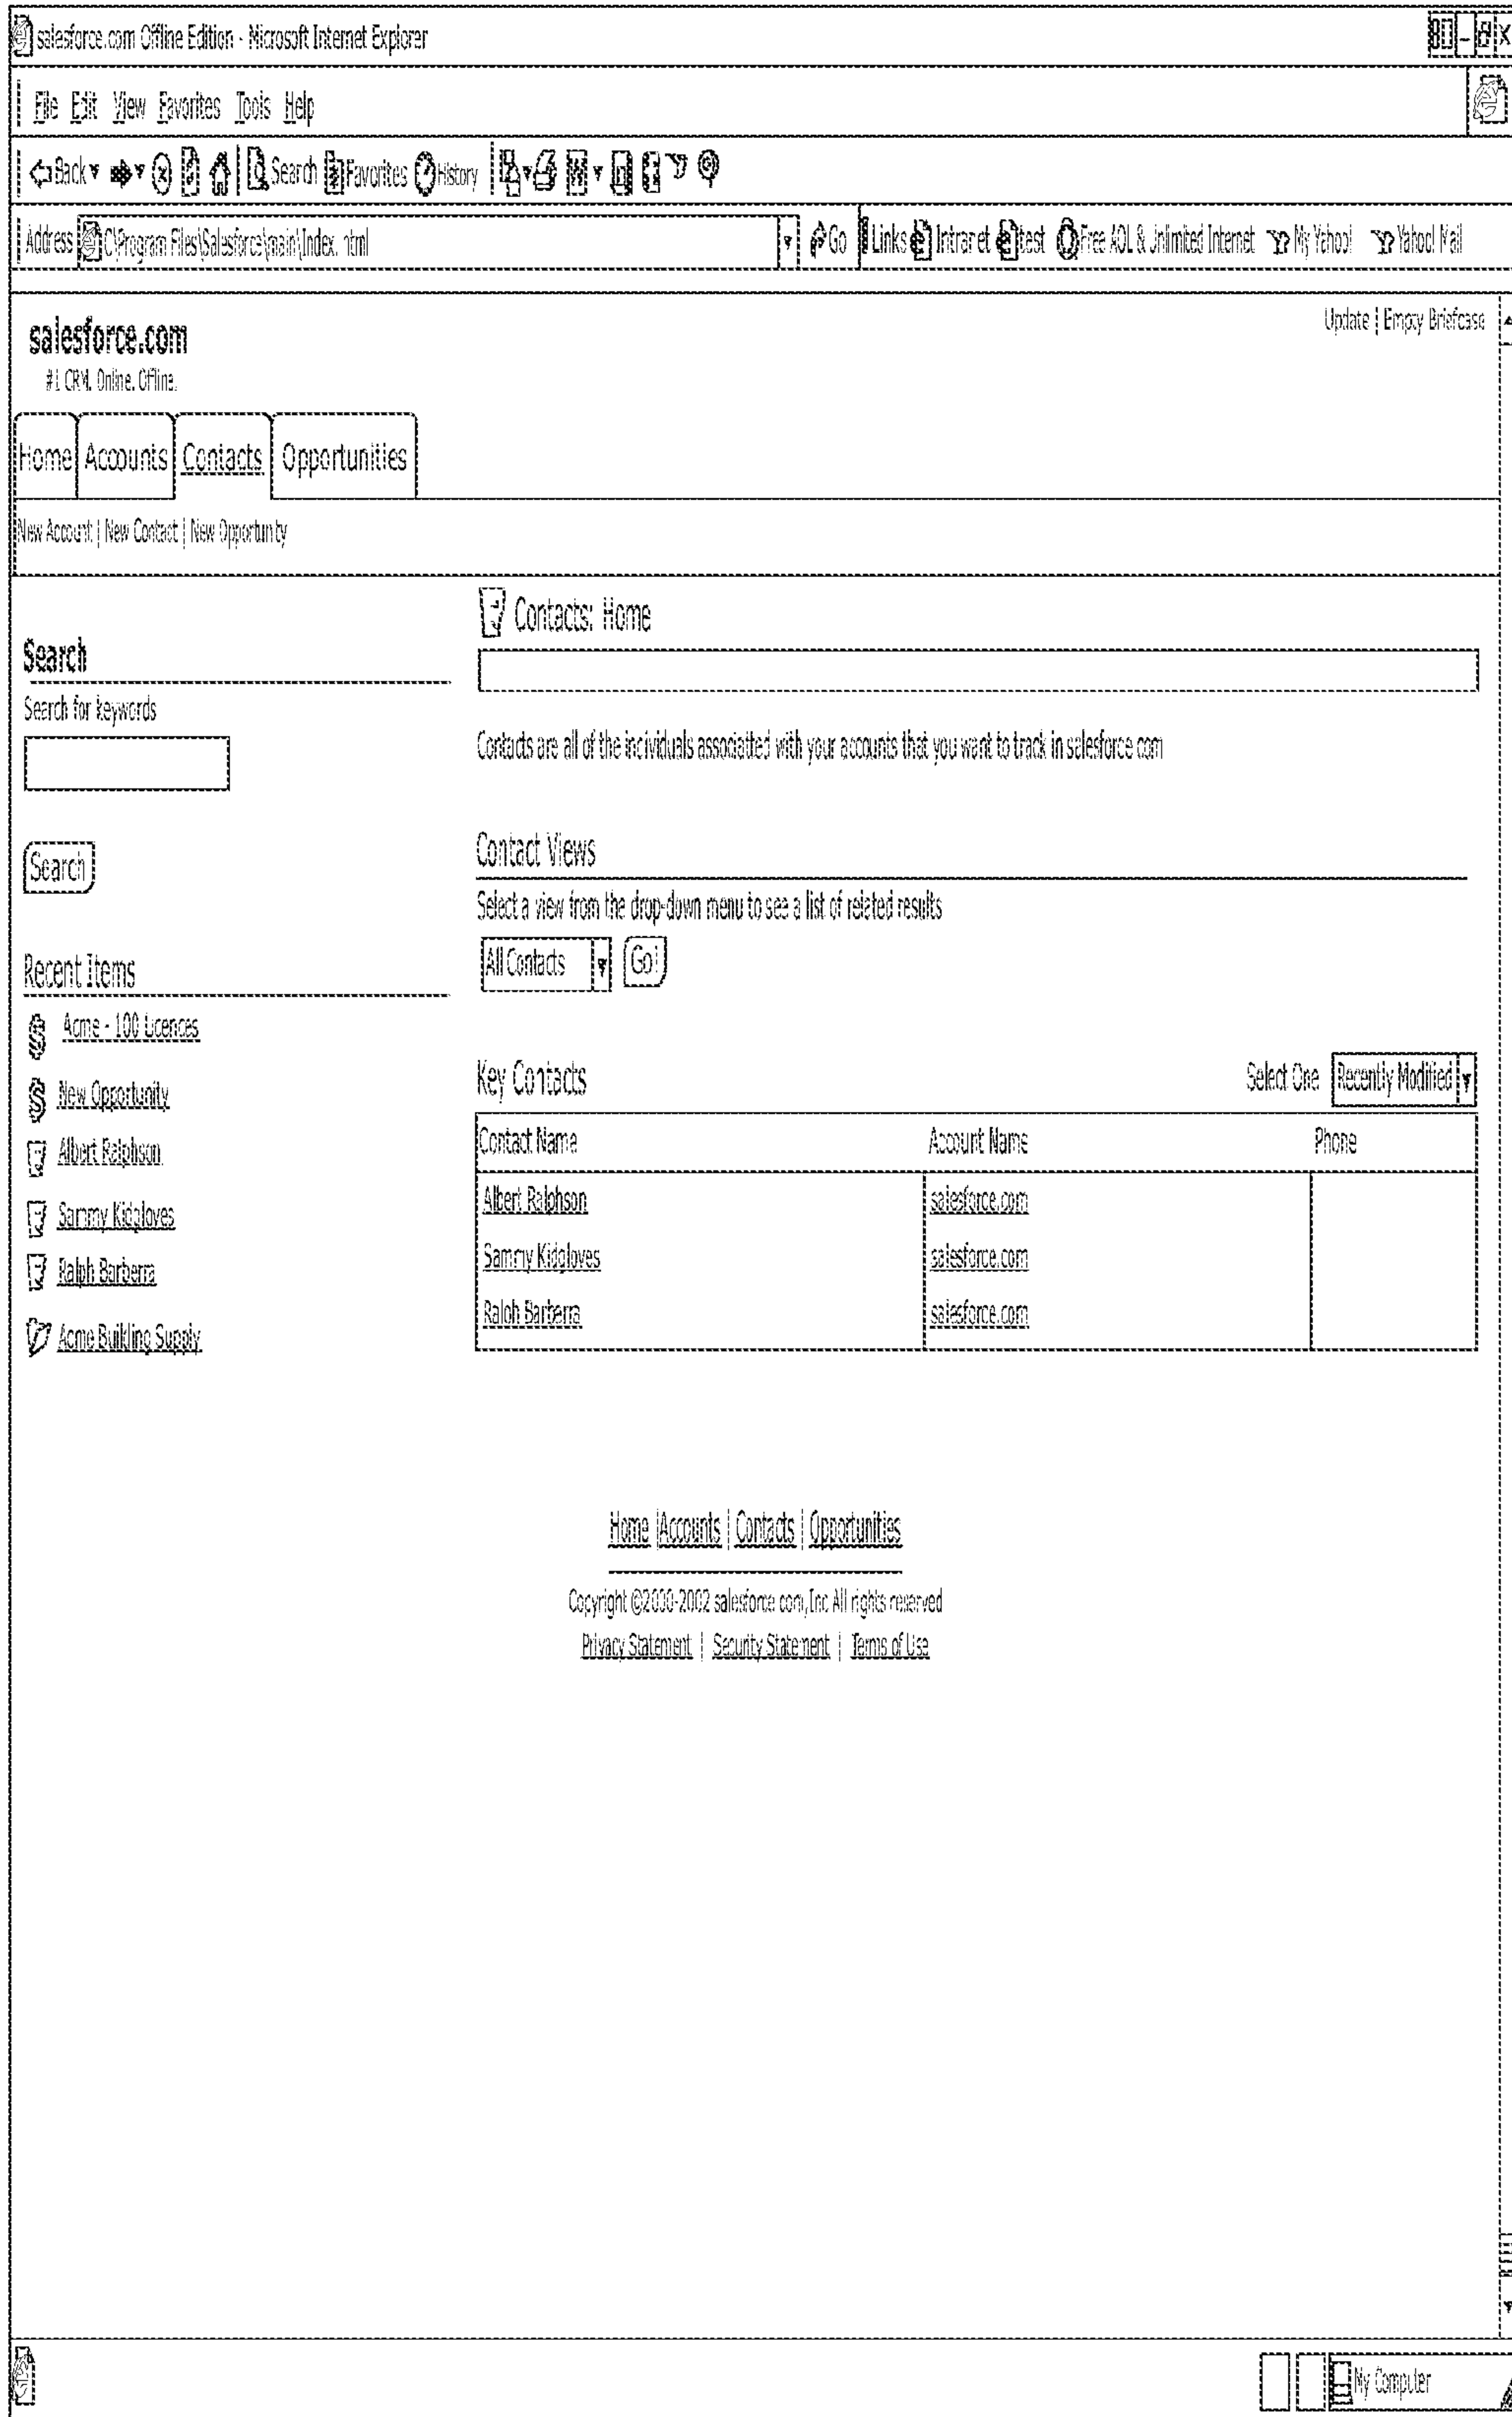 salesforce.com Offline Edition - Microsoft Internet Explorer
File Edit View Favorites Tools Help
Back Search Favorites History
Address C:\Program Files\Salesforce\main\Index. html Go Links Intranet test Free AOL & Unlimited Internet My Yahoo! Yahoo! Mail
salesforce.com Update | Empty Briefcase
#1 CRM. Online. Offline.
Home Accounts Contacts Opportunities
New Account | New Contact | New Opportunity
Contacts: Home
Search
Search for keywords
Contacts are all of the individuals associatted with your accounts that you want to track in salesforce com
Search
Contact Views
Select a view from the drop-down menu to see a list of related results
All Contacts Go!
Recent Items
Acme - 100 Licences
New Opportunity
Albert Ralphson
Sammy Kidgloves
Ralph Barberra
Acme Building Supply
Key Contacts Select One Recently Modified
Contact Name Account Name Phone
Albert Ralphson salesforce.com
Sammy Kidgloves salesforce.com
Ralph Barberra salesforce.com
Home | Accounts | Contacts | Opportunities
Copyright ©2000-2002 salesforce com, Inc All rights reserved
Privacy Statement | Security Statement | Terms of Use
My Computer